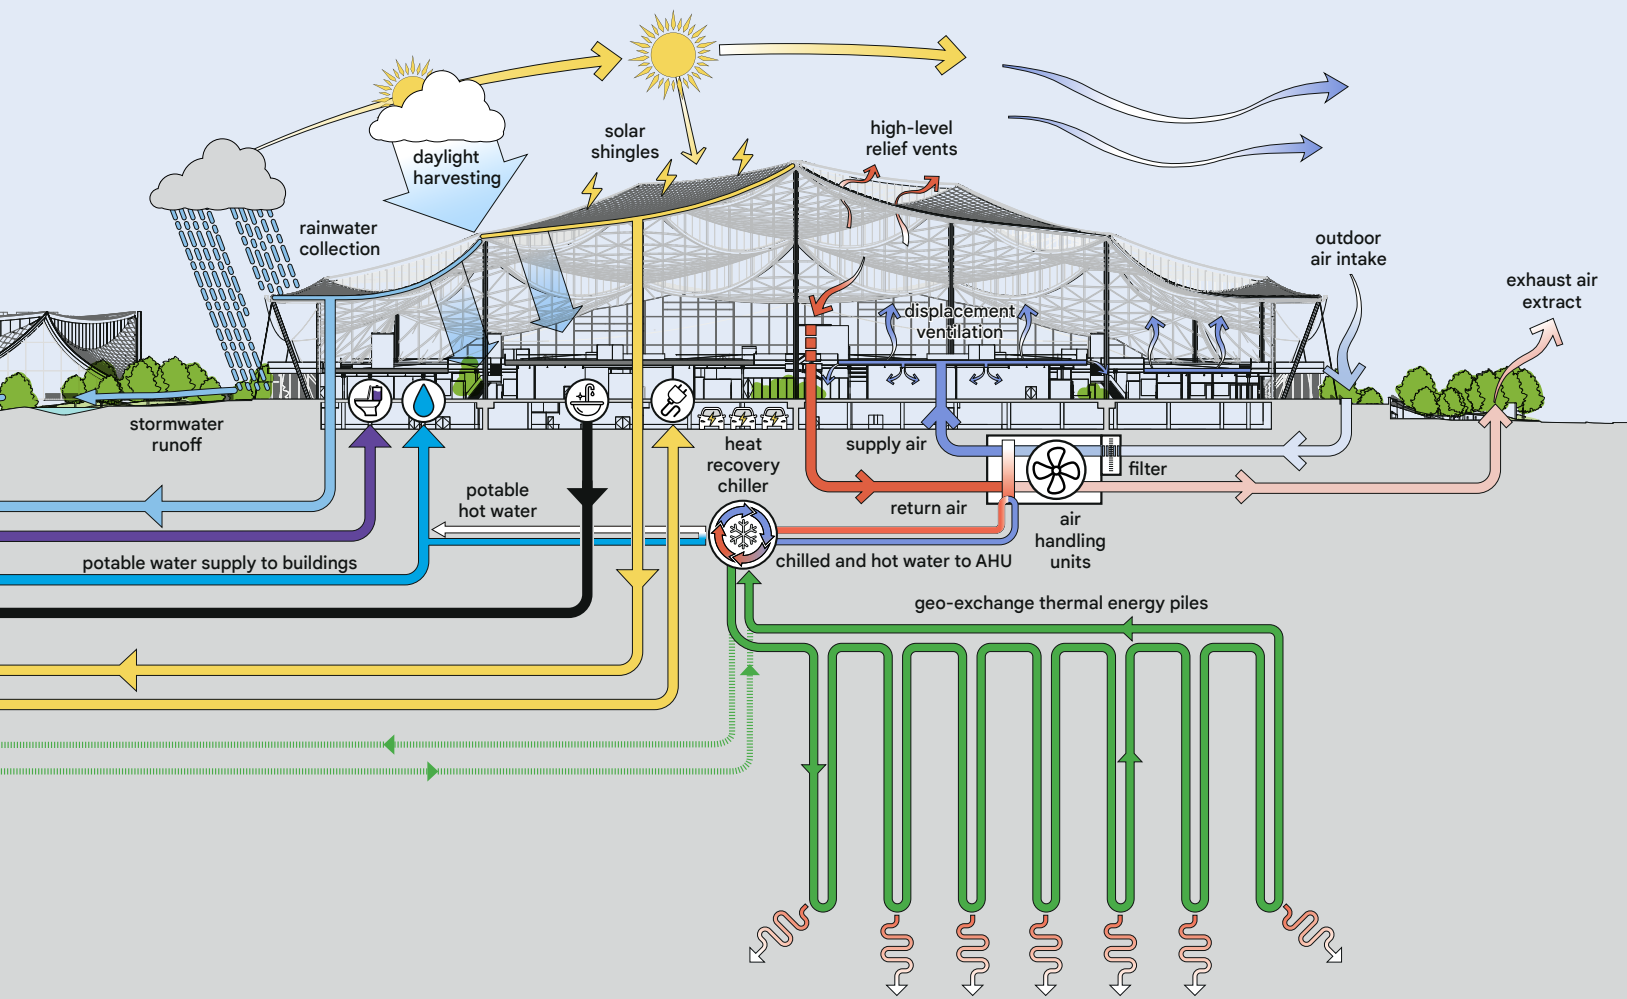 solar
shingles
high-level
relief vents
daylight
harvesting
rainwater
collection
outdoor
air intake
exhaust air
extract
displacement
ventilation
stormwater
runoff
heat
recovery
chiller
supply air
filter
potable
hot water
return air
air
handling
units
potable water supply to buildings
chilled and hot water to AHU
geo-exchange thermal energy piles